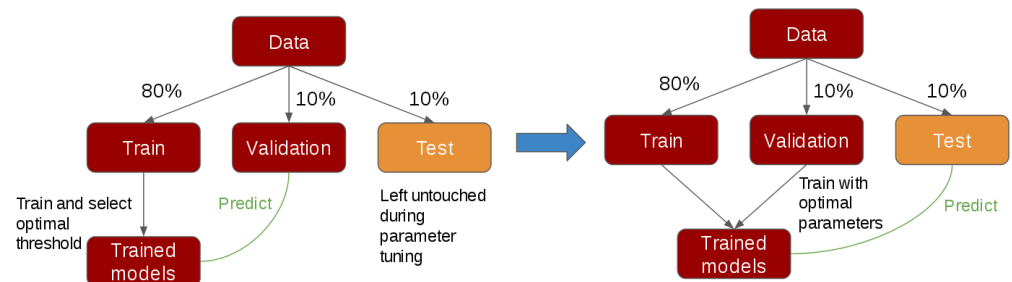 Data
80%
10%
10%
Train
Validation
Test
Train and select
optimal
threshold
Predict
Left untouched
during
parameter
tuning
Trained
models
Data
80%
10%
10%
Train
Validation
Test
Train with
optimal
parameters
Predict
Trained
models